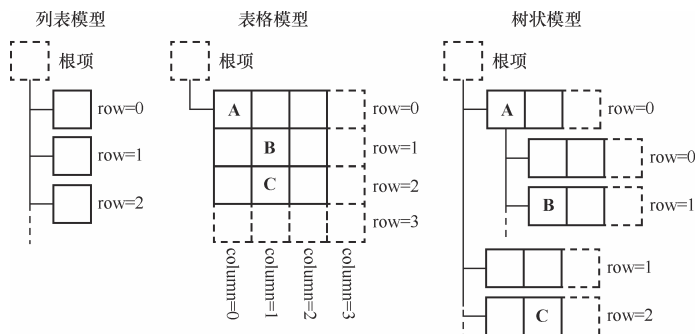 列表模型
根项
row=0
row=1
row=2
表格模型
根项
A
row=0
B
row=1
C
row=2
row=3
column=0
column=1
column=2
column=3
树状模型
根项
A
row=0
row=0
B
row=1
row=1
C
row=2